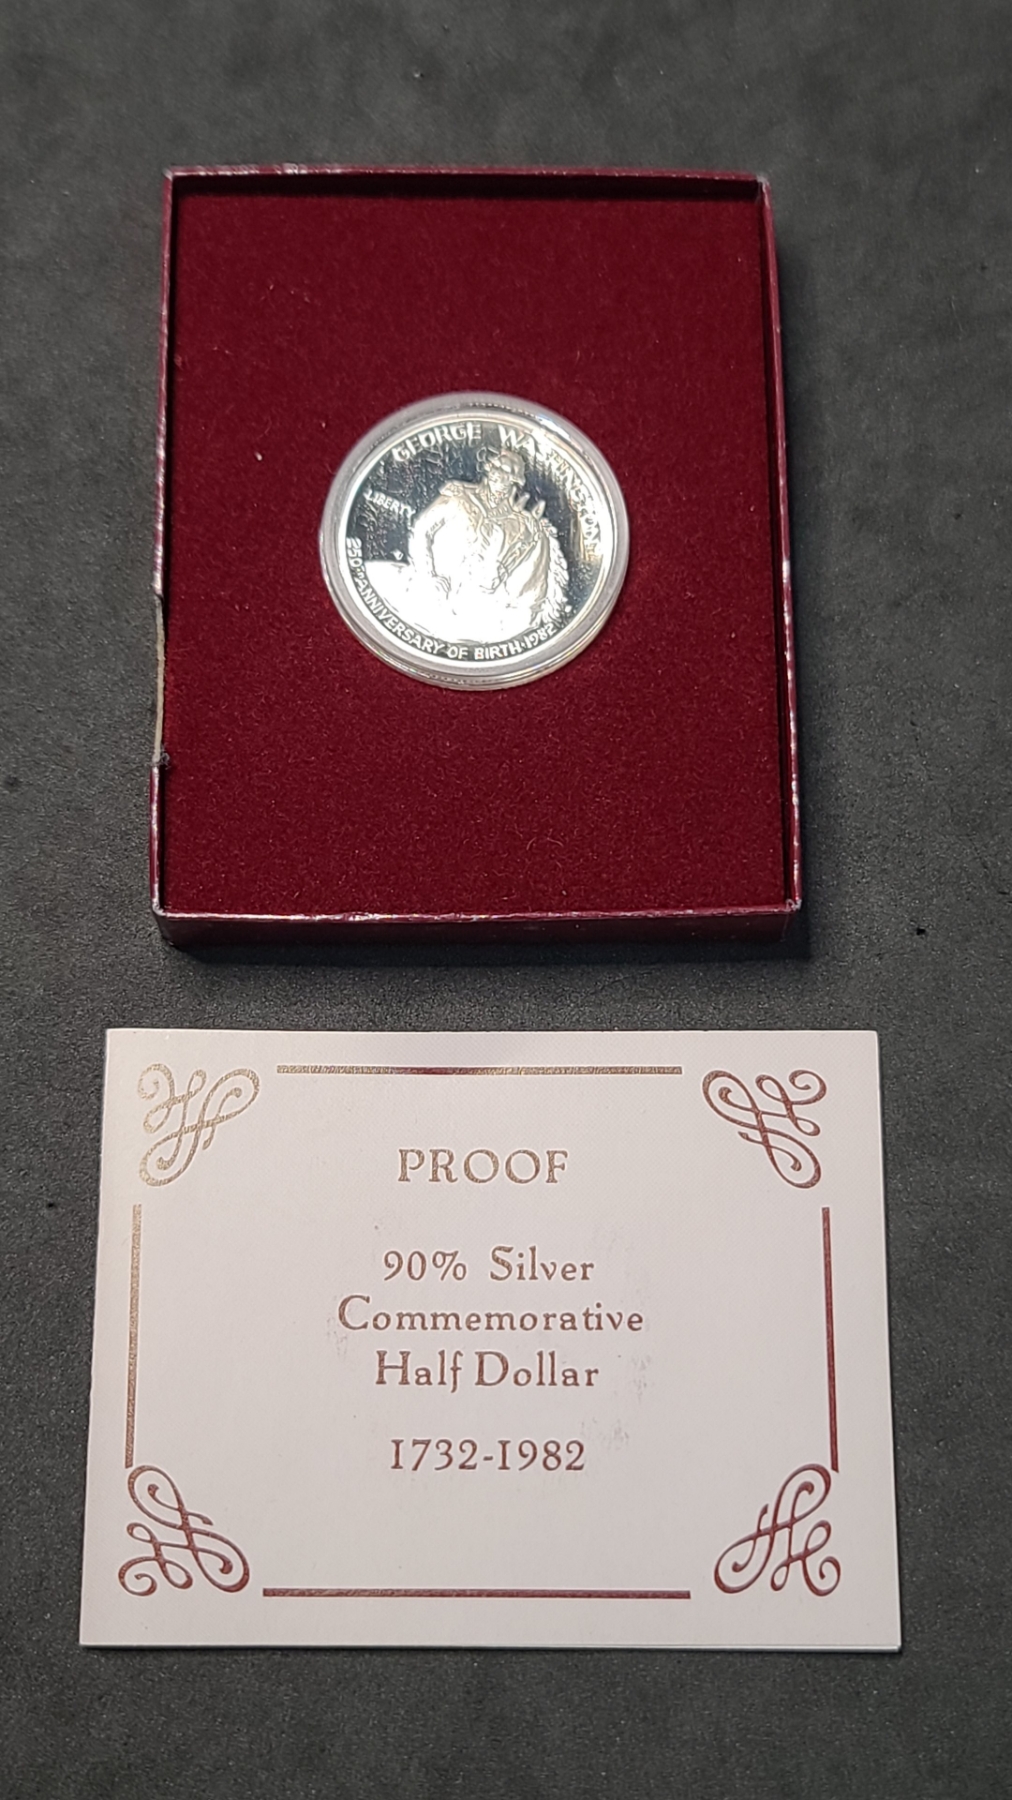 GEORGE WASHINGTON
LIBERTY
250TH ANNIVERSARY OF BIRTH·1982
PROOF
90% Silver
Commemorative
Half Dollar
1732-1982